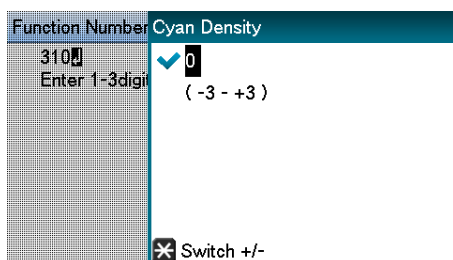 Function Number
310
Enter 1-3digi
Cyan Density
0
( -3 - +3 )
Switch +/-